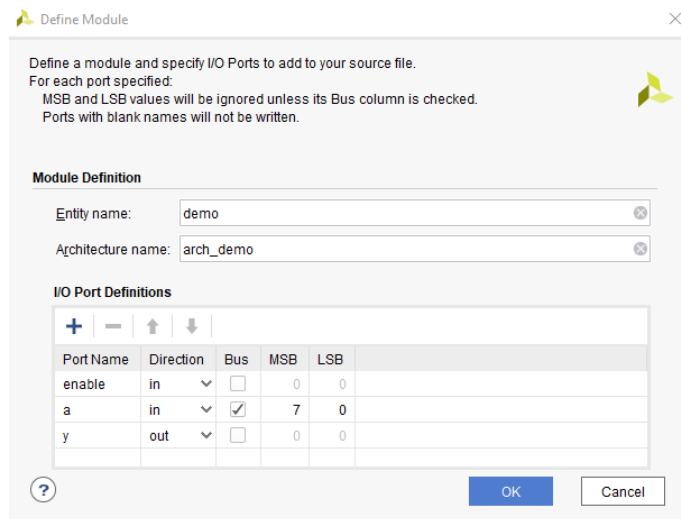 Define Module
Define a module and specify I/O Ports to add to your source file.
For each port specified:
MSB and LSB values will be ignored unless its Bus column is checked.
Ports with blank names will not be written.
Module Definition
Entity name: demo
Architecture name: arch_demo
I/O Port Definitions
Port Name Direction Bus MSB LSB
enable in 0 0
a in 7 0
y out 0 0
? OK Cancel